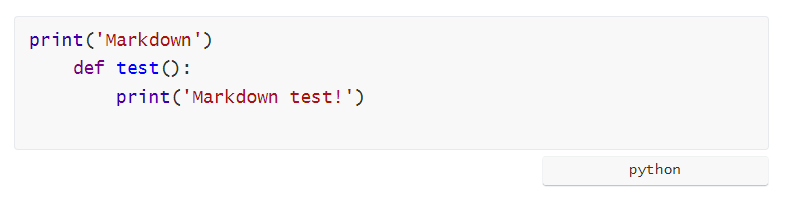 print('Markdown')
    def test():
        print('Markdown test!')
python